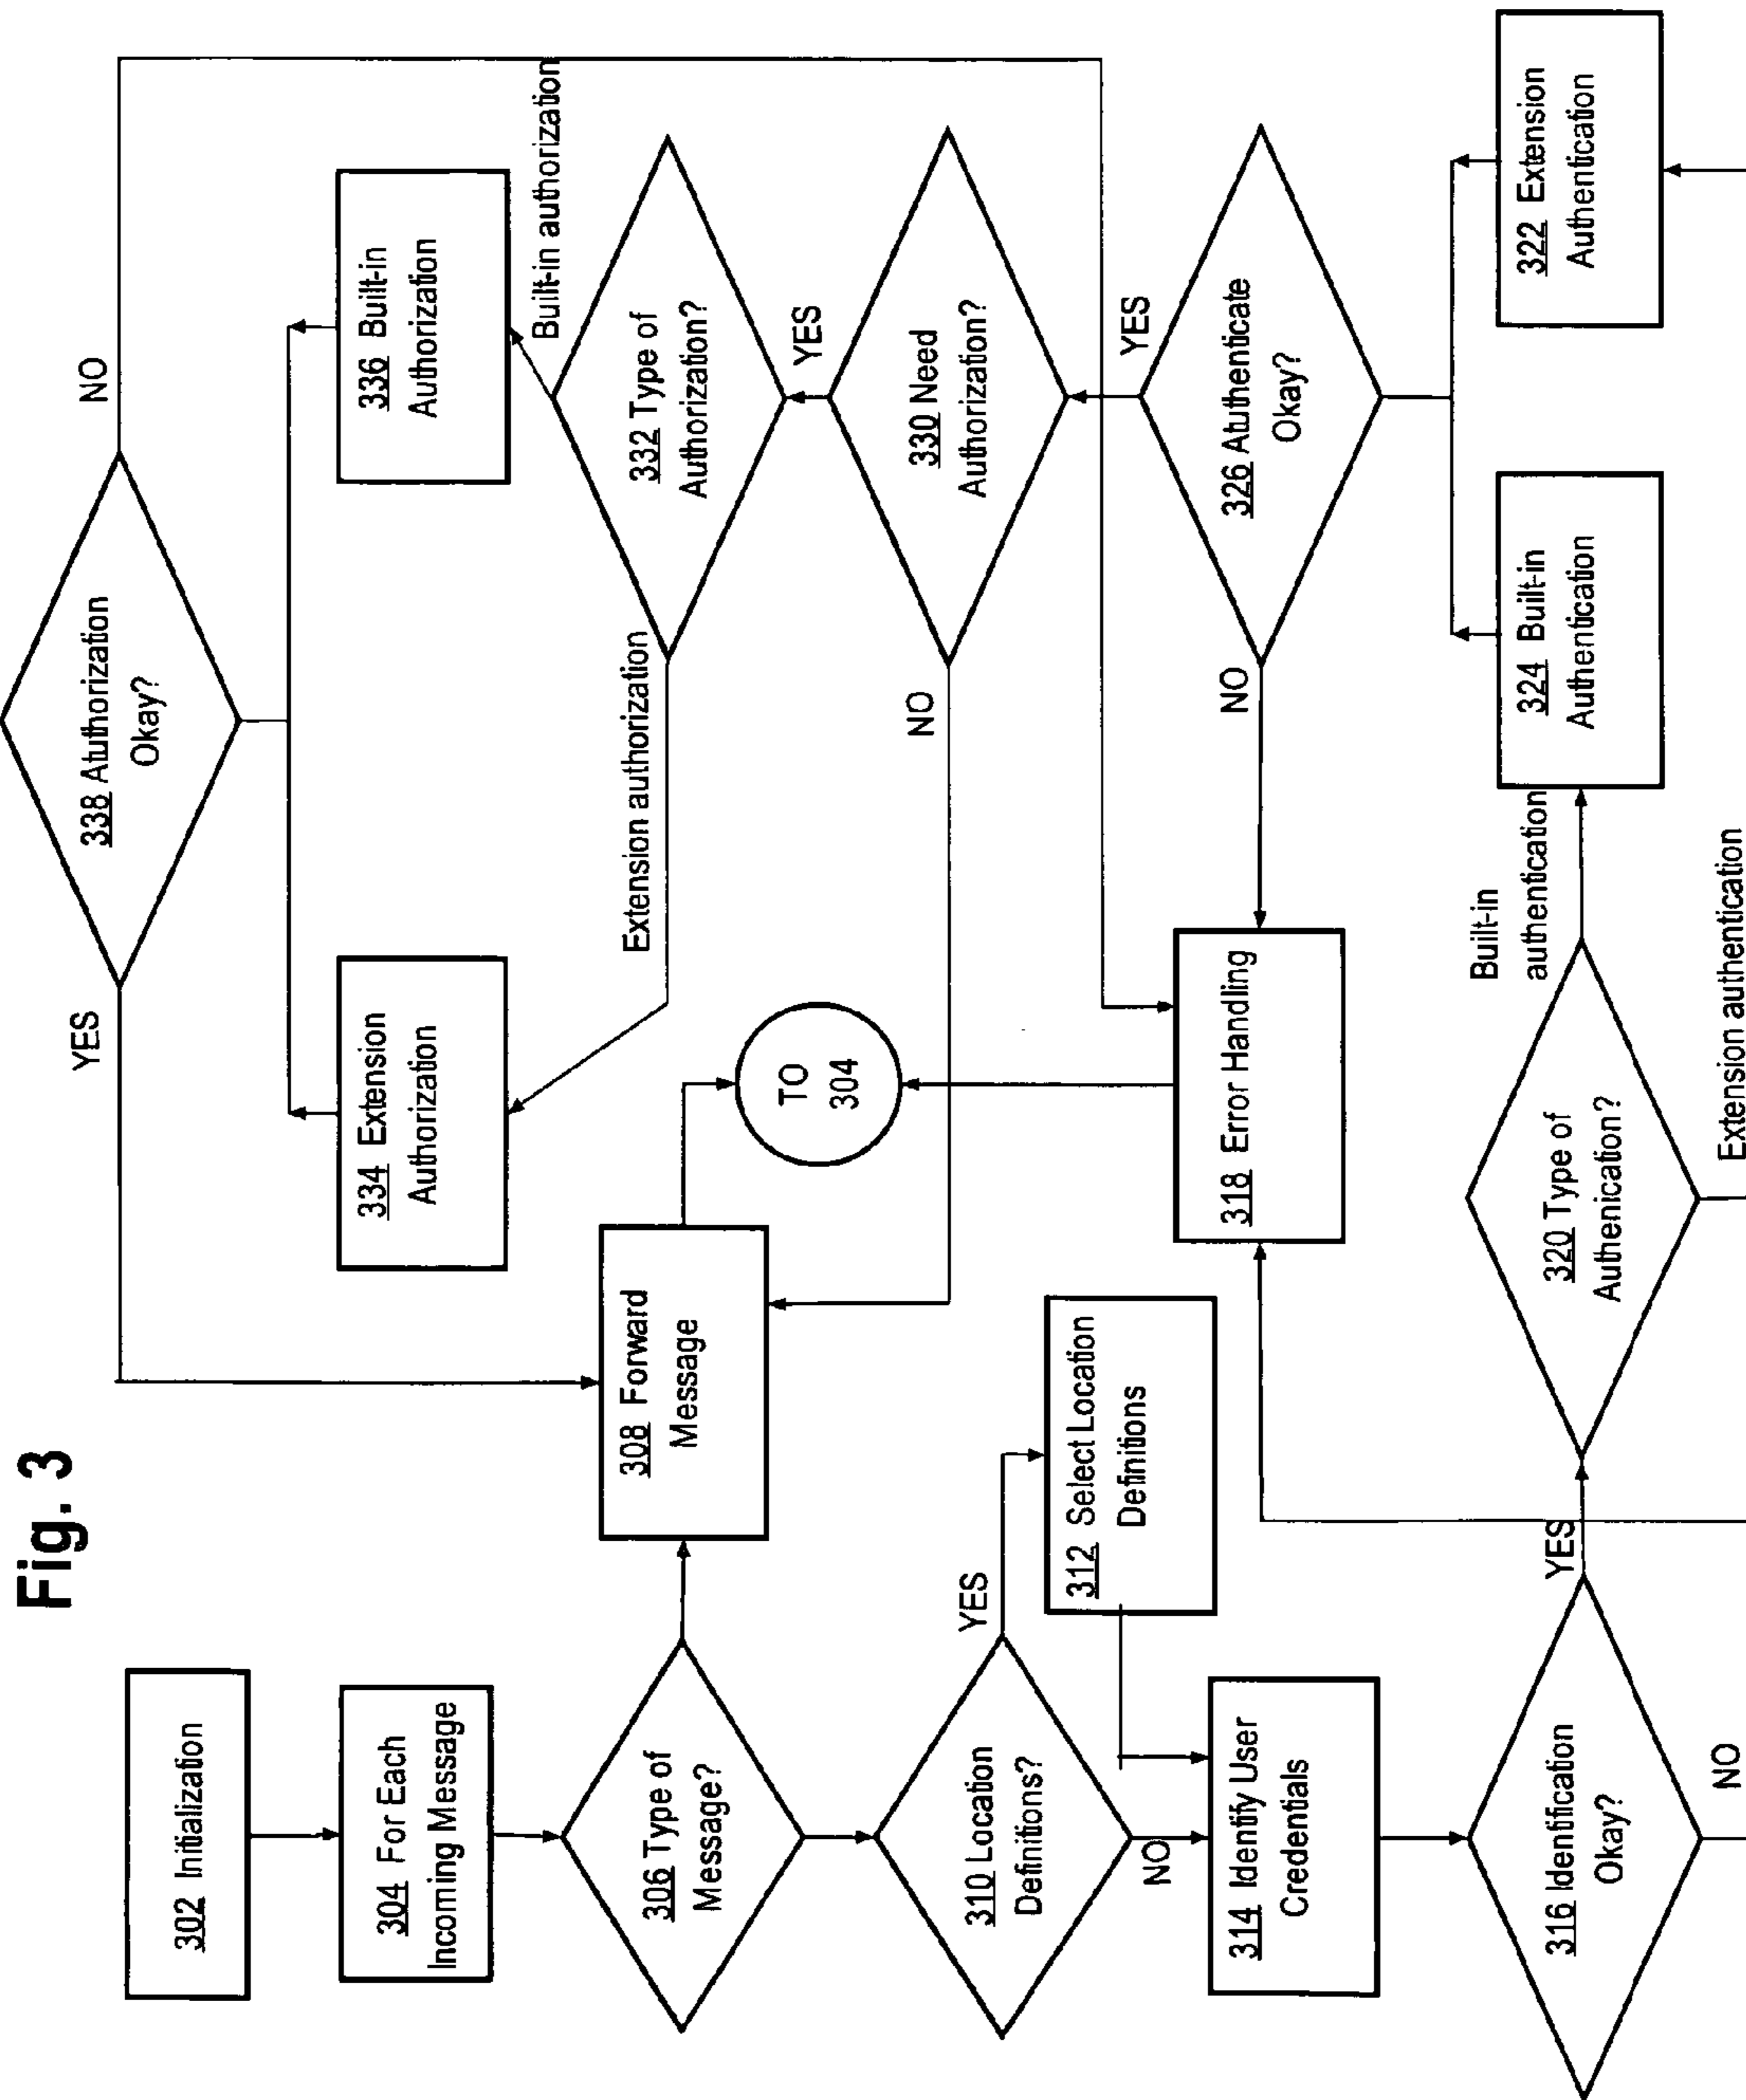 Fig. 3
302 Initialization
304 For Each
Incoming Message
306 Type of
Message?
308 Forward
Message
310 Location
Definitions?
YES
NO
312 Select Location
Definitions
314 Identify User
Credentials
316 Identification
Okay?
YES
NO
318 Error Handling
TO
304
320 Type of
Authenication?
Built-in
authentication
Extension authentication
324 Built-in
Authentication
322 Extension
Authentication
326 Atuthenticate
Okay?
NO
YES
330 Need
Authorization?
NO
YES
332 Type of
Authorization?
Extension authorization
Built-in authorization
334 Extension
Authorization
336 Built-in
Authorization
338 Atuthorization
Okay?
YES
NO